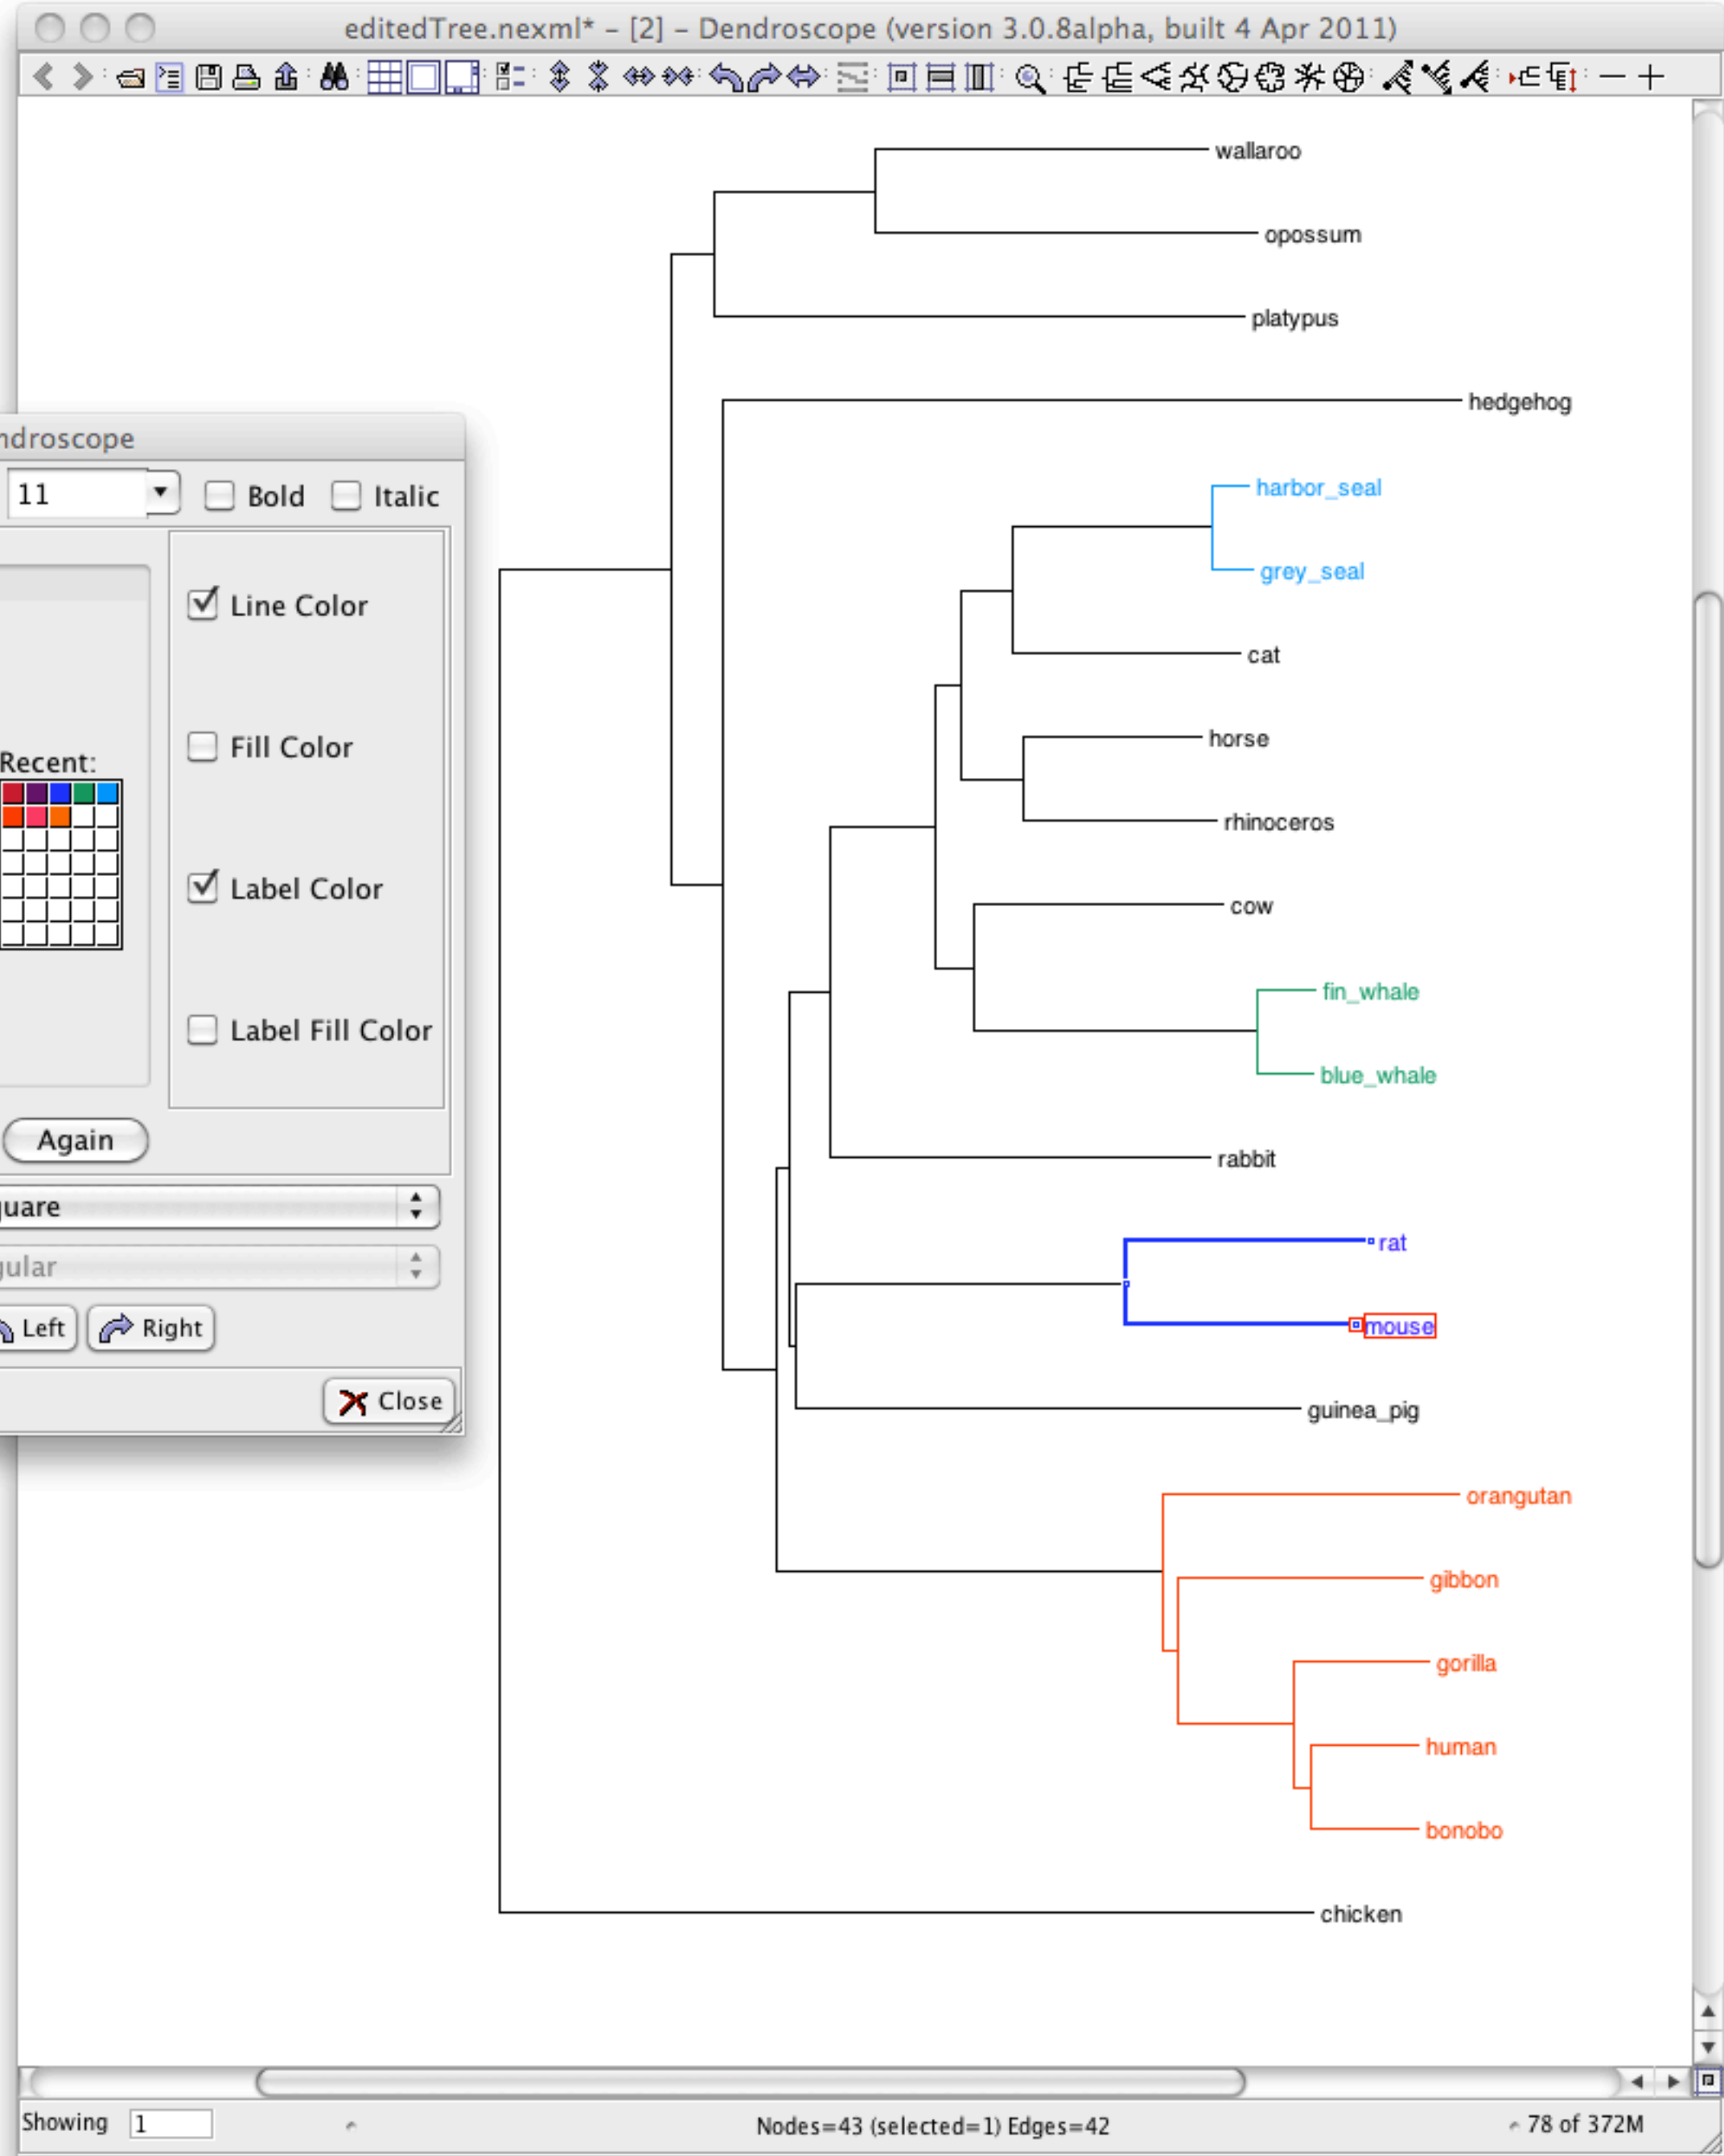 editedTree.nexml* – [2] – Dendroscope (version 3.0.8alpha, built 4 Apr 2011)
wallaroo
opossum
platypus
hedgehog
harbor_seal
grey_seal
cat
horse
rhinoceros
cow
fin_whale
blue_whale
rabbit
rat
mouse
guinea_pig
orangutan
gibbon
gorilla
human
bonobo
chicken
ndroscope
11 Bold Italic
Line Color
Fill Color
Recent:
Label Color
Label Fill Color
Again
quare
gular
Left Right
Close
Showing 1 Nodes=43 (selected=1) Edges=42 78 of 372M